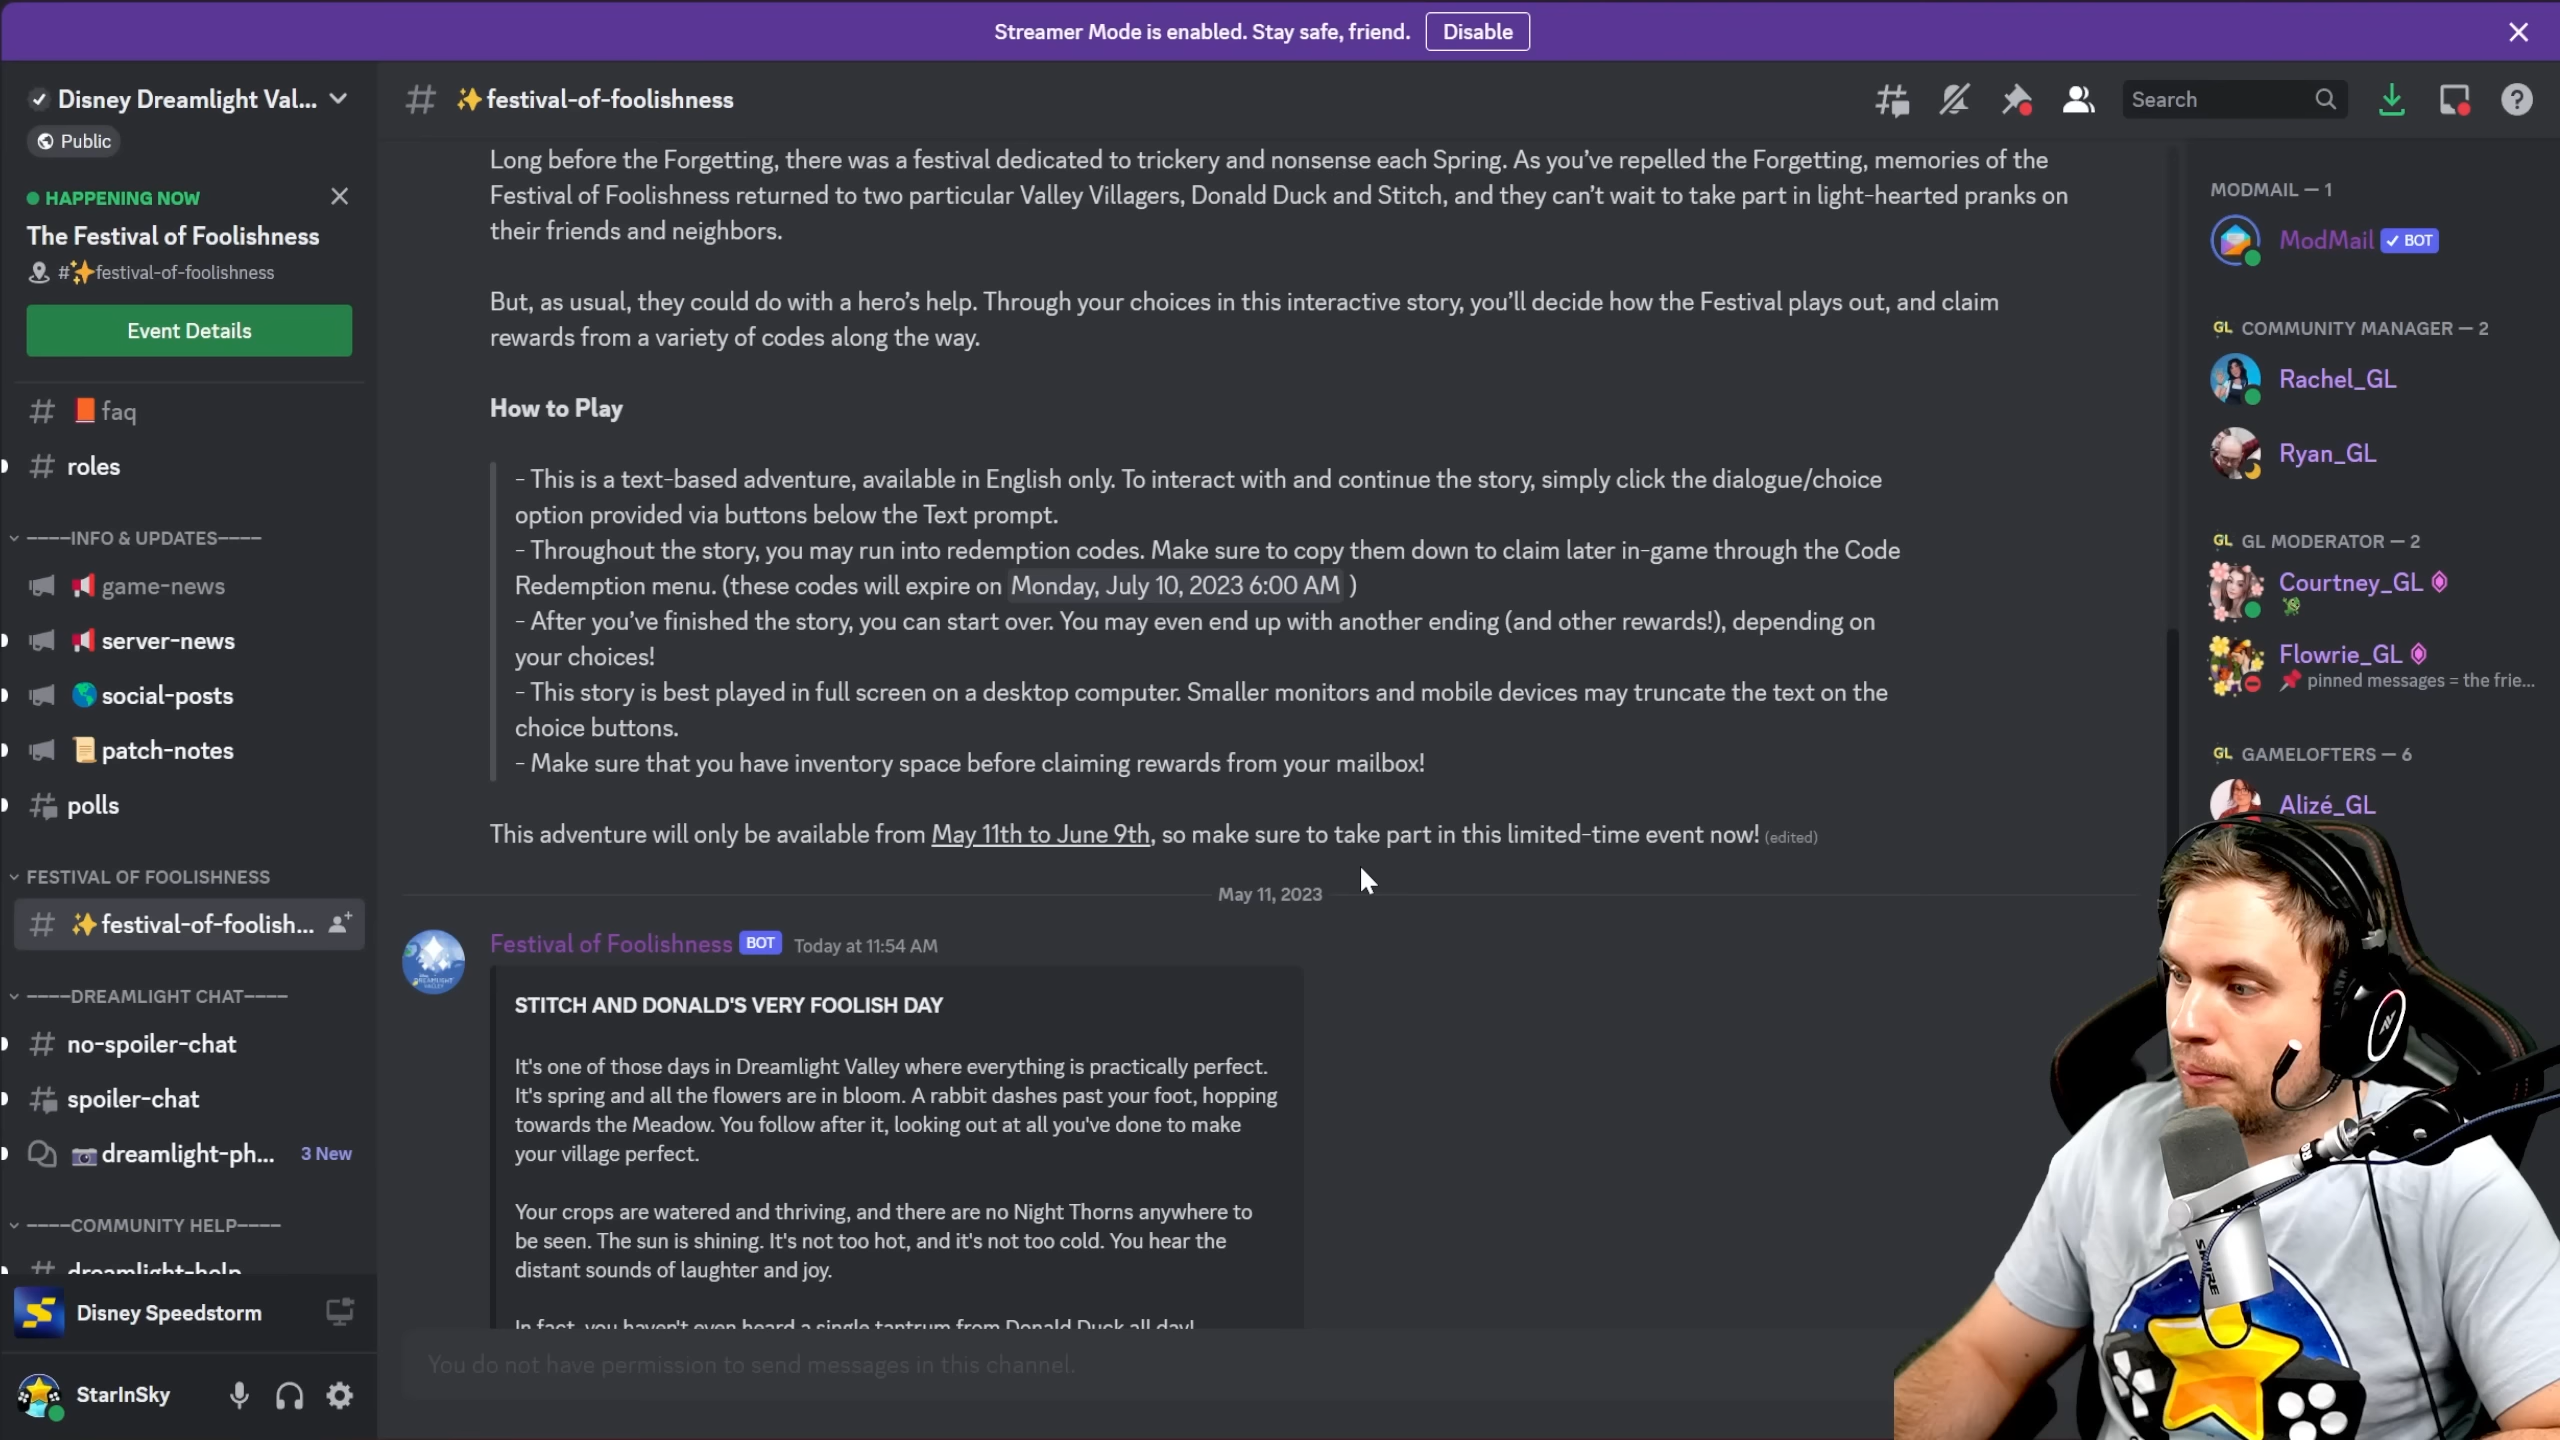 Streamer Mode is enabled. Stay safe, friend.
Disable
Disney Dreamlight Val...
Public
HAPPENING NOW
The Festival of Foolishness
#✨festival-of-foolishness
Event Details
faq
roles
----INFO & UPDATES----
game-news
server-news
social-posts
patch-notes
polls
FESTIVAL OF FOOLISHNESS
✨festival-of-foolish...
----DREAMLIGHT CHAT----
no-spoiler-chat
spoiler-chat
dreamlight-ph... 3 New
----COMMUNITY HELP----
dreamlight-help
Disney Speedstorm
StarInSky
✨festival-of-foolishness
Search
Long before the Forgetting, there was a festival dedicated to trickery and nonsense each Spring. As you’ve repelled the Forgetting, memories of the
Festival of Foolishness returned to two particular Valley Villagers, Donald Duck and Stitch, and they can’t wait to take part in light-hearted pranks on
their friends and neighbors.
But, as usual, they could do with a hero’s help. Through your choices in this interactive story, you’ll decide how the Festival plays out, and claim
rewards from a variety of codes along the way.
How to Play
- This is a text-based adventure, available in English only. To interact with and continue the story, simply click the dialogue/choice
option provided via buttons below the Text prompt.
- Throughout the story, you may run into redemption codes. Make sure to copy them down to claim later in-game through the Code
Redemption menu. (these codes will expire on Monday, July 10, 2023 6:00 AM )
- After you’ve finished the story, you can start over. You may even end up with another ending (and other rewards!), depending on
your choices!
- This story is best played in full screen on a desktop computer. Smaller monitors and mobile devices may truncate the text on the
choice buttons.
- Make sure that you have inventory space before claiming rewards from your mailbox!
This adventure will only be available from May 11th to June 9th, so make sure to take part in this limited-time event now! (edited)
May 11, 2023
Festival of Foolishness BOT Today at 11:54 AM
STITCH AND DONALD'S VERY FOOLISH DAY
It's one of those days in Dreamlight Valley where everything is practically perfect.
It's spring and all the flowers are in bloom. A rabbit dashes past your foot, hopping
towards the Meadow. You follow after it, looking out at all you've done to make
your village perfect.
Your crops are watered and thriving, and there are no Night Thorns anywhere to
be seen. The sun is shining. It's not too hot, and it's not too cold. You hear the
distant sounds of laughter and joy.
In fact, you haven't even heard a single tantrum from Donald Duck all day!
You do not have permission to send messages in this channel.
MODMAIL — 1
ModMail ✓ BOT
GL COMMUNITY MANAGER — 2
Rachel_GL
Ryan_GL
GL GL MODERATOR — 2
Courtney_GL
Flowrie_GL
pinned messages = the frie...
GL GAMELOFTERS — 6
Alizé_GL
SHURE